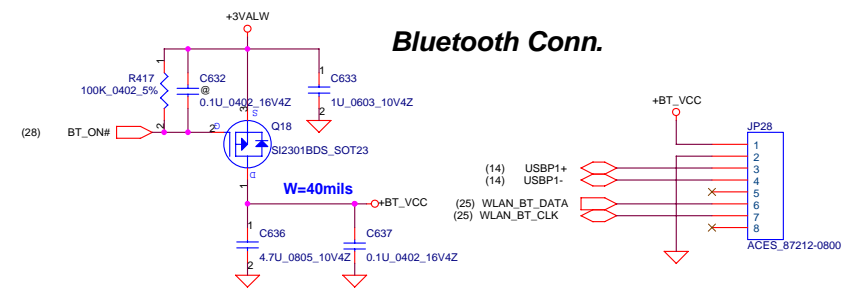 +3VALW
Bluetooth Conn.
1
R417
100K_0402_5%
2
C632
@
0.1U_0402_16V4Z
1
C633
1U_0603_10V4Z
2
3
S
(28) BT_ON#
2
G
Q18
SI2301BDS_SOT23
D
1
W=40mils
+BT_VCC
1
C636
4.7U_0805_10V4Z
2
C637
0.1U_0402_16V4Z
+BT_VCC
JP28
1
2
(14) USBP1+ 3
(14) USBP1- 4
5
(25) WLAN_BT_DATA 6
(25) WLAN_BT_CLK 7
8
ACES_87212-0800